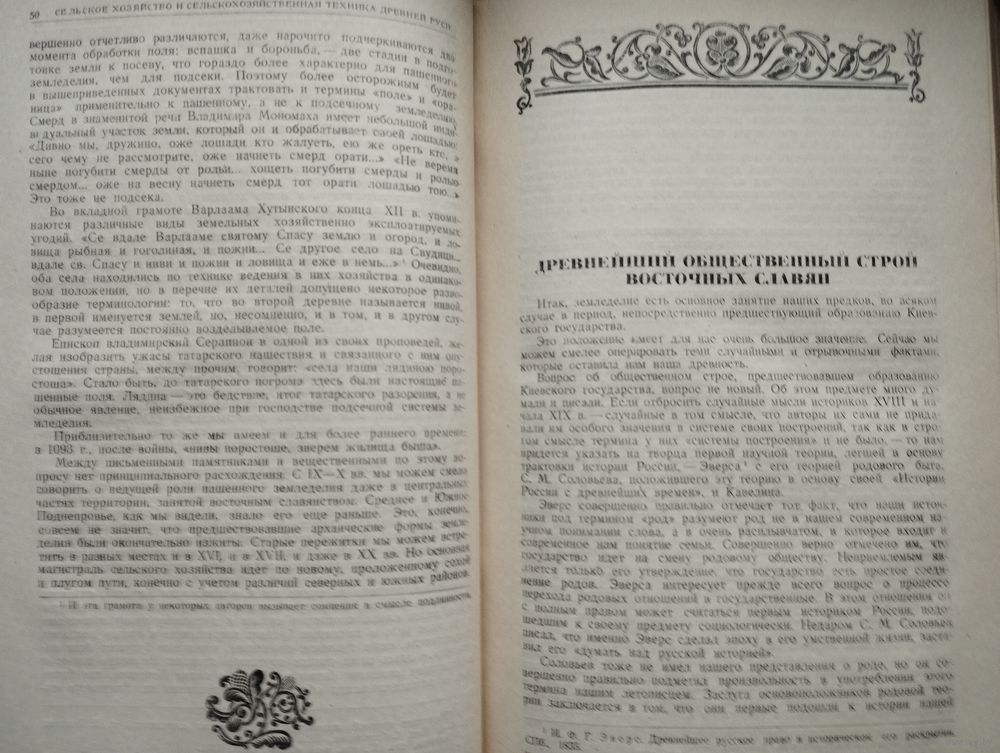 50 СЕЛЬСКОЕ ХОЗЯЙСТВО И СЕЛЬСКОХОЗЯЙСТВЕННАЯ ТЕХНИКА ДРЕВНЕЙ РУСИ
вершенно отчетливо различаются, даже нарочито подчеркиваются два
момента обработки поля: вспашка и бороньба, — две стадии в подго-
товке земли к посеву, что гораздо более характерно для пашенного
земледелия, чем для подсеки. Поэтому более осторожным будет
в вышеприведенных документах трактовать и термины «поле» и «ора-
ница» применительно к пашенному, а не к подсечному земледелию.
Смерд в знаменитой речи Владимира Мономаха имеет небольшой инди-
видуальный участок земли, который он и обрабатывает своей лошадью:
«Дивно мы, дружино, оже лошади кто жалуеть, ею же ореть кто, а
сего чему не рассмотрите, оже начнеть смерд орати...» «Не веремя
ныне погубити смерды от рольи... хощеть погубити смерды и ролью
смердом... оже на весну начнеть смерд тот орати лошадью тою...»
Это тоже не подсека.
Во вкладной грамоте Варлаама Хутынского конца XII в. упоми-
наются различные виды земельных хозяйственно эксплоатируемых
угодий. «Се вдале Варлааме святому Спасу землю и огород, и ло-
вища рыбная и гоголиная, и пожни... Се другое село на Свудици...
вдале св. Спасу и ниви и пожни и ловища и еже в немь...» ¹ Очевидно,
оба села находились по технике ведения в них хозяйства в одинако-
вом положении, но в перечне их деталей допущено некоторое разно-
образие терминологии: то, что во второй деревне называется нивой,
в первой именуется землей, но, несомненно, и в том, и в другом слу-
чае разумеется постоянно возделываемое поле.
Епископ владимирский Серапион в одной из своих проповедей, же-
лая изобразить ужасы татарского нашествия и связанного с ним опу-
стошения страны, между прочим, говорит: «села наши лядиною поро-
стоша». Стало быть, до татарского погрома здесь были настоящие па-
шенные поля. Лядина — это бедствие, итог татарского разорения, а не
обычное явление, неизбежное при господстве подсечной системы зе-
мледелия.
Приблизительно то же мы имеем и для более раннего времени:
в 1093 г., после войны, «нивы поростоше, зверем жилища быша».
Между письменными памятниками и вещественными по этому во-
просу нет принципиального расхождения. С IX—X вв. мы можем смело
говорить о ведущей роли пашенного земледелия даже в центральных
частях территории, занятой восточным славянством. Среднее и Южное
Поднепровье, как мы видели, знало его еще раньше. Это, конечно,
совсем не значит, что предшествовавшие архаические формы земле-
делия были окончательно изжиты. Старые пережитки мы можем встре-
тить в разных местах и в XVI, и в XVII, и даже в XX вв. Но основная
магистраль сельского хозяйства идет по новому, проложенному сохой
и плугом пути, конечно с учетом различий северных и южных районов.
¹ И эта грамота у некоторых авторов вызывает сомнения в смысле подлинности.
ДРЕВНЕЙШИЙ ОБЩЕСТВЕННЫЙ СТРОЙ
ВОСТОЧНЫХ СЛАВЯН
Итак, земледелие есть основное занятие наших предков, во всяком
случае в период, непосредственно предшествующий образованию Киев-
ского государства.
Это положение имеет для нас очень большое значение. Сейчас мы
можем смелее оперировать теми случайными и отрывочными фактами,
которые оставила нам наша древность.
Вопрос об общественном строе, предшествовавшем образованию
Киевского государства, вопрос не новый. Об этом предмете много ду-
мали и писали. Если отбросить случайные мысли историков XVIII и на-
чала XIX в. — случайные в том смысле, что авторы их сами не прида-
вали им особого значения в системе своих построений, так как в стро-
гом смысле термина у них «системы построения» и не было, — то нам
придется указать на творца первой научной теории, легшей в основу
трактовки истории России, — Эверса ¹ с его теорией родового быта,
С. М. Соловьева, положившего эту теорию в основу своей «Истории
России с древнейших времен», и Кавелина.
Эверс совершенно правильно отмечает тот факт, что наши источ-
ники под термином «род» разумеют род не в нашем современном на-
учном понимании слова, а в очень расплывчатом, в которое входит и
современное нам понятие семьи. Совершенно верно отмечено им, что
государство идет на смену родовому обществу. Неприемлемым яв-
ляется только его утверждение, что государство есть простое соеди-
нение родов. Эверса интересует прежде всего вопрос о процессе
перехода родовых отношений в государственные. В этом отношении он
с полным правом может считаться первым историком России, подо-
шедшим к своему предмету социологически. Недаром С. М. Соловьев
писал, что именно Эверс сделал эпоху в его умственной жизни, заста-
вил его «думать над русской историей».
Соловьев тоже не имел нашего представления о роде, но он со-
вершенно правильно подметил произвольность в употреблении этого
термина нашим летописцем. Заслуга основоположников родовой тео-
рии заключается в том, что они первые подошли к истории нашей
¹ И. Ф. Г. Эверс. Древнейшее русское право в историческом его раскрытии.
СПб., 1835.